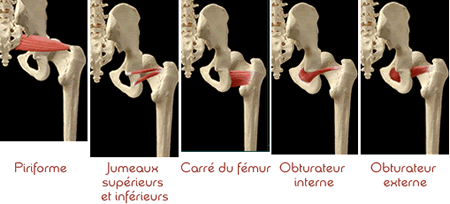 Piriforme
Jumeaux
supérieurs
et inférieurs
Carré du fémur
Obturateur
interne
Obturateur
externe